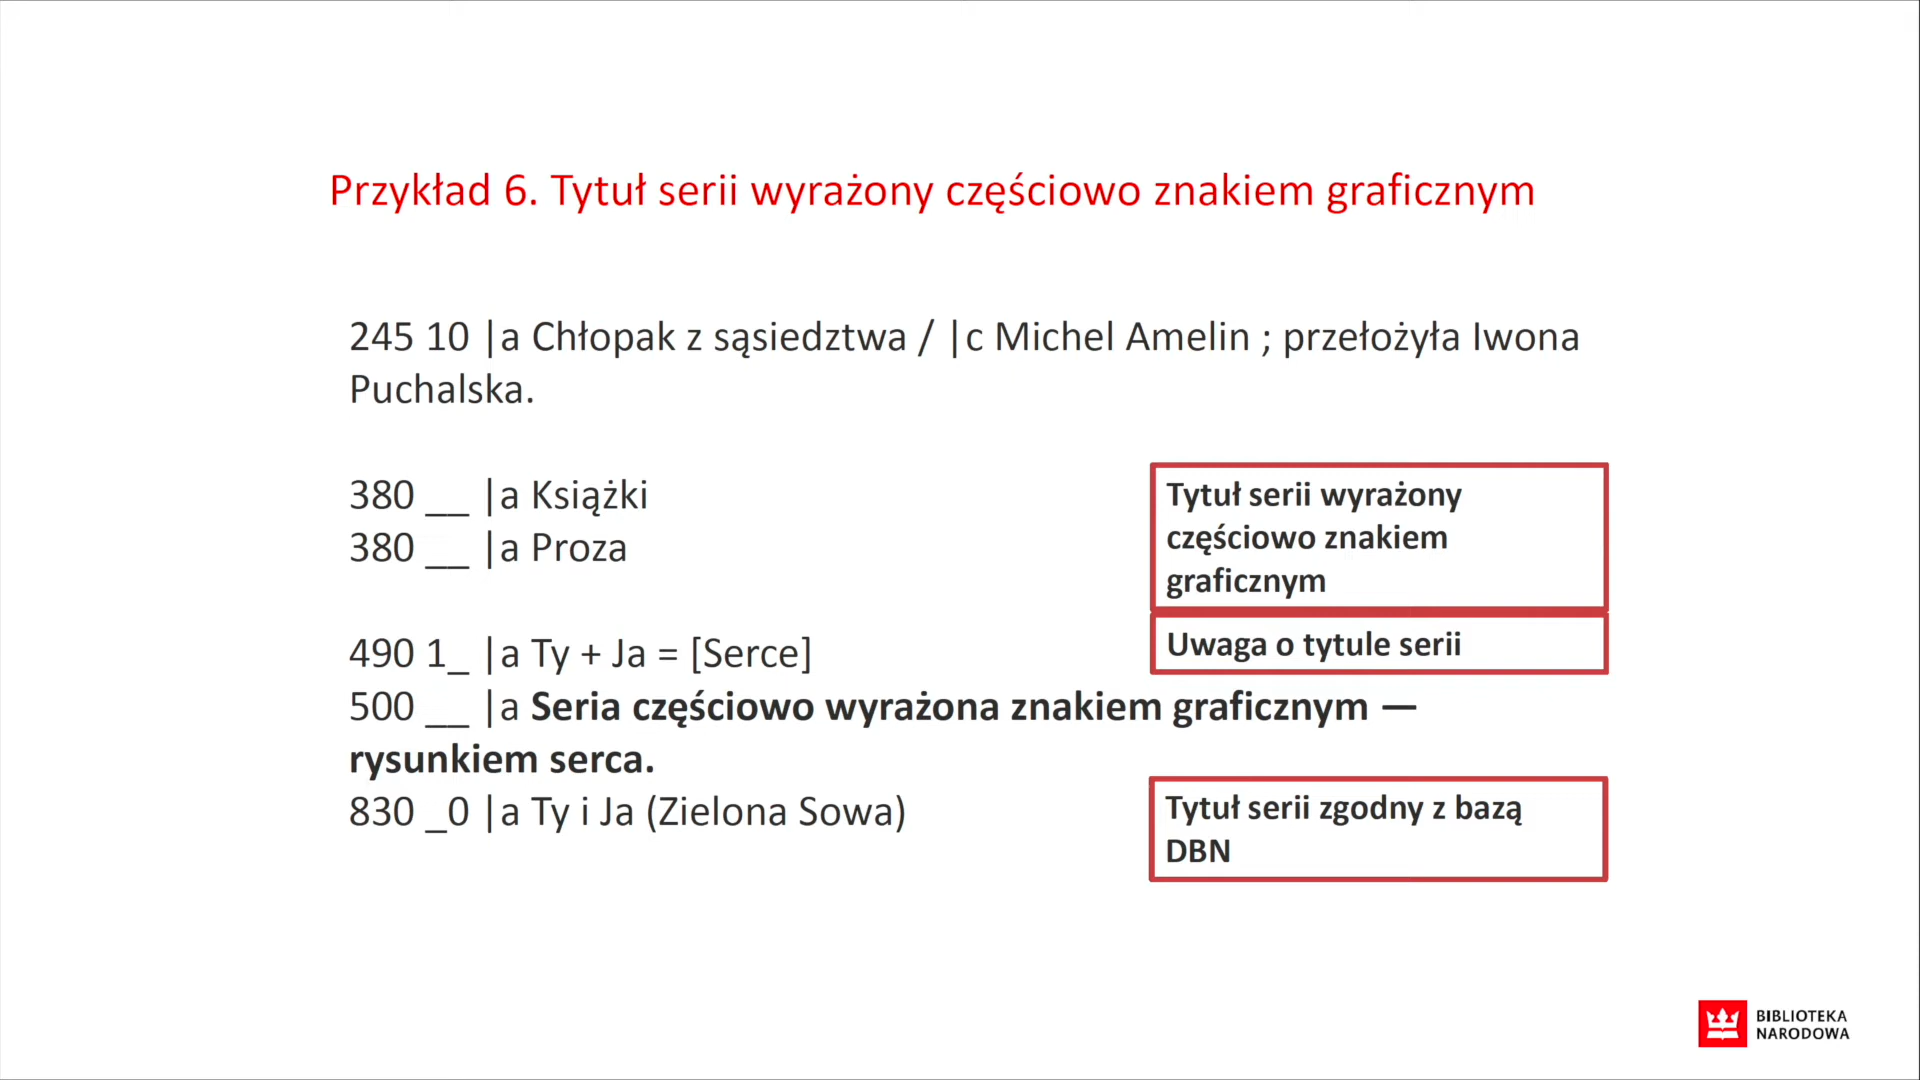 Przykład 6. Tytuł serii wyrażony częściowo znakiem graficznym
245 10 |a Chłopak z sąsiedztwa / |c Michel Amelin ; przełożyła Iwona
Puchalska.
380 __ |a Książki
380 __ |a Proza
Tytuł serii wyrażony
częściowo znakiem
graficznym
490 1_ |a Ty + Ja = [Serce]
Uwaga o tytule serii
500 __ |a Seria częściowo wyrażona znakiem graficznym —
rysunkiem serca.
830 _0 |a Ty i Ja (Zielona Sowa)
Tytuł serii zgodny z bazą
DBN
BIBLIOTEKA
NARODOWA